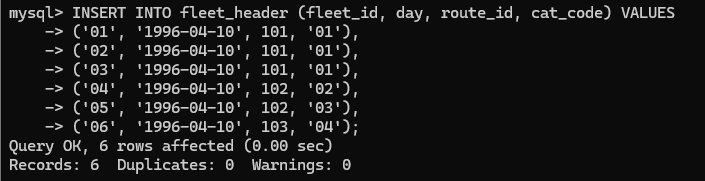 mysql> INSERT INTO fleet_header (fleet_id, day, route_id, cat_code) VALUES
    -> ('01', '1996-04-10', 101, '01'),
    -> ('02', '1996-04-10', 101, '01'),
    -> ('03', '1996-04-10', 101, '01'),
    -> ('04', '1996-04-10', 102, '02'),
    -> ('05', '1996-04-10', 102, '03'),
    -> ('06', '1996-04-10', 103, '04');
Query OK, 6 rows affected (0.00 sec)
Records: 6  Duplicates: 0  Warnings: 0